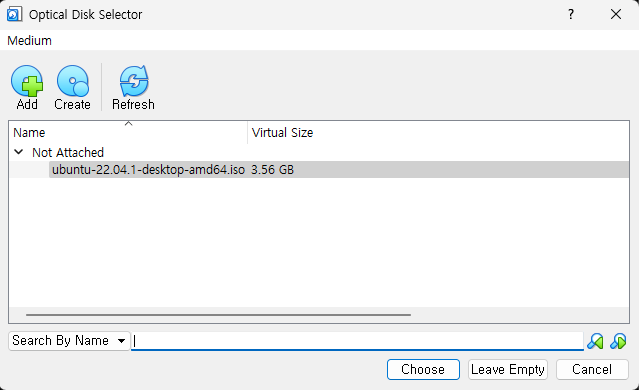 Optical Disk Selector
?
Medium
Add Create Refresh
Name Virtual Size
Not Attached
ubuntu-22.04.1-desktop-amd64.iso 3.56 GB
Search By Name
Choose Leave Empty Cancel